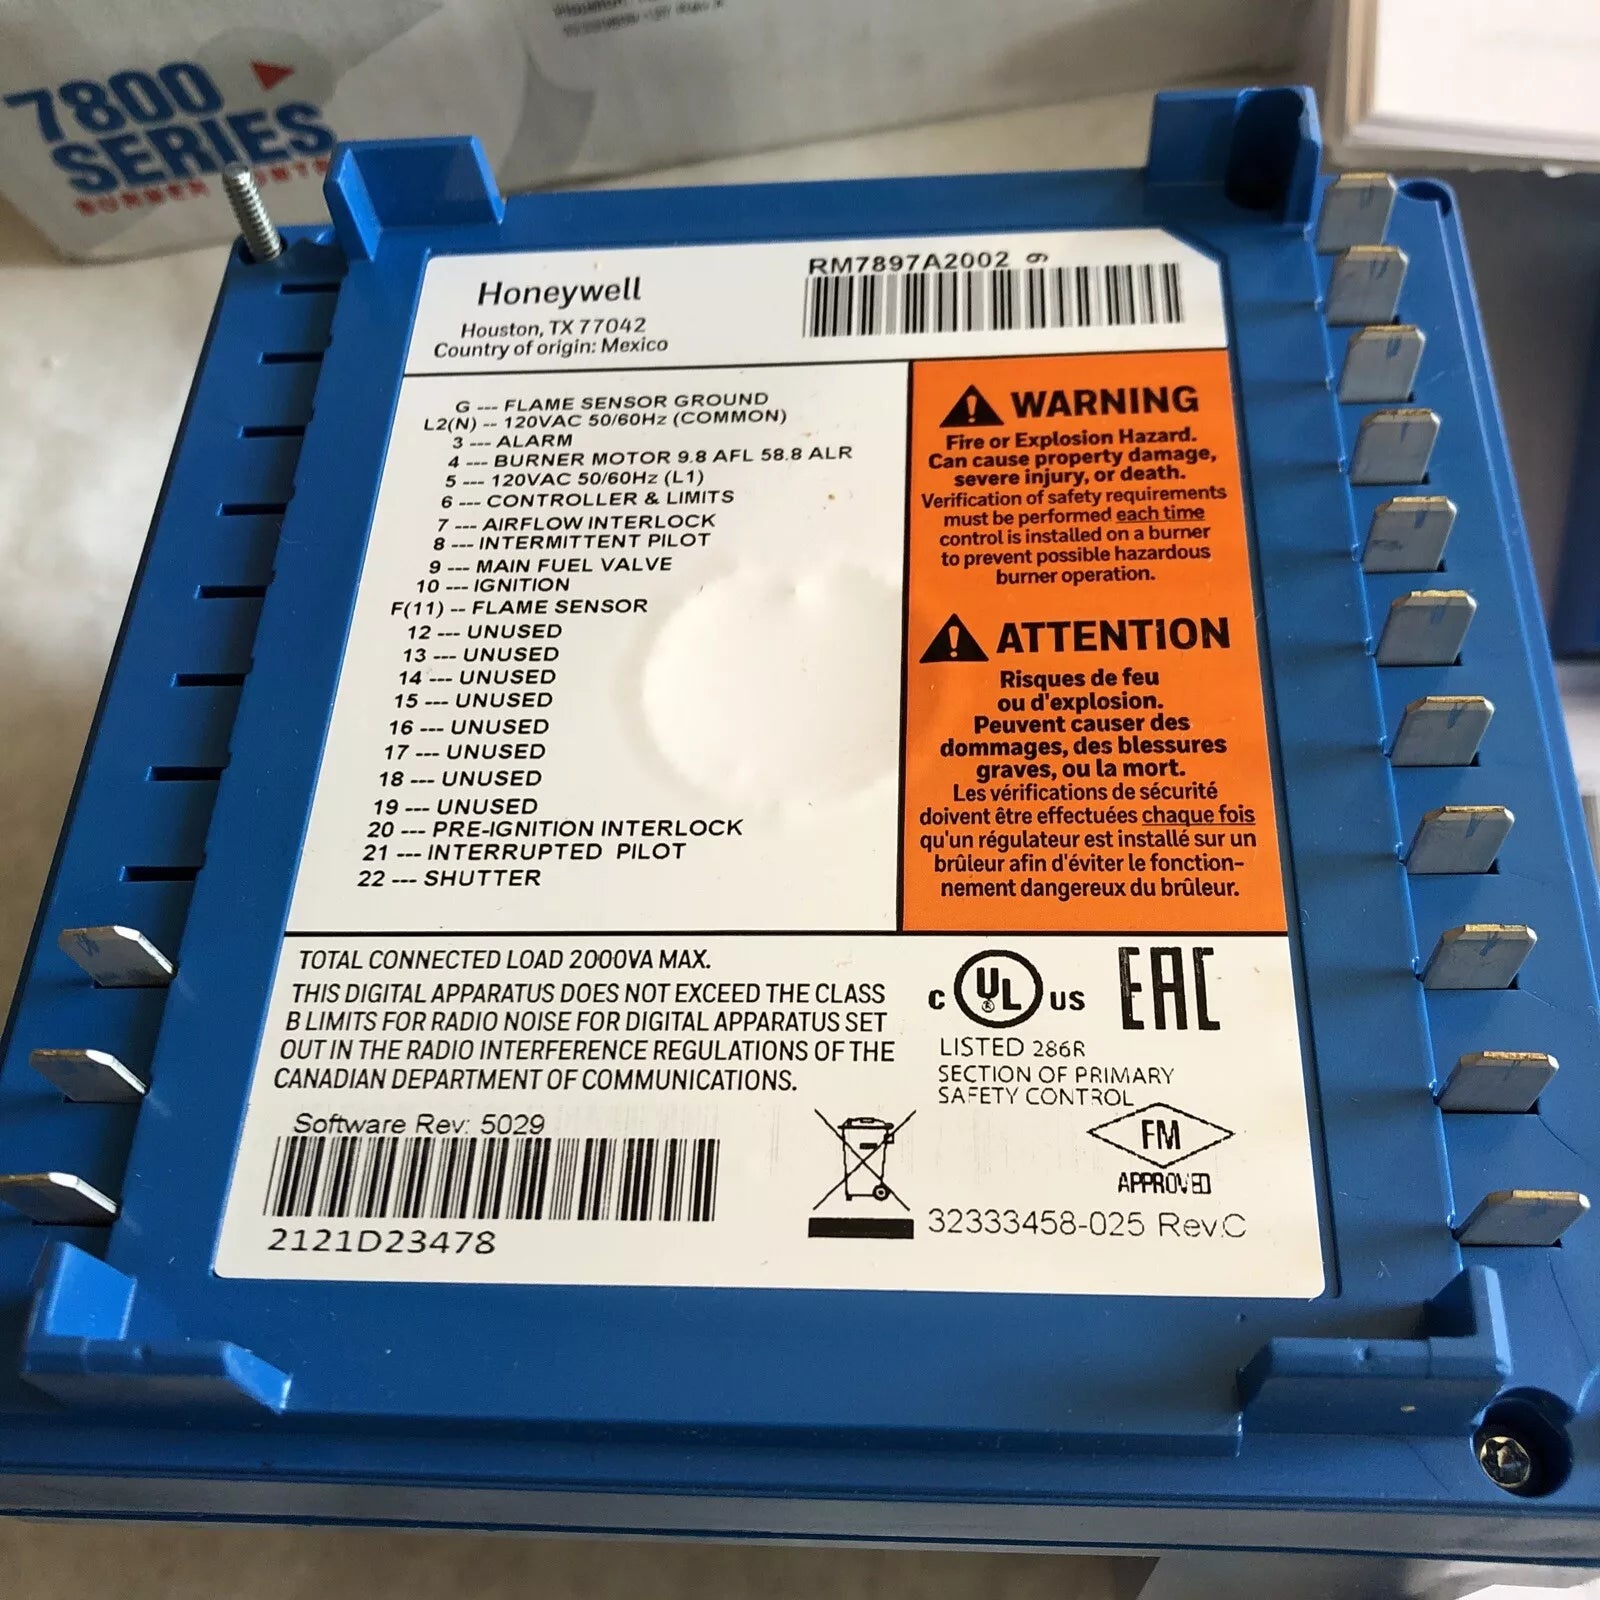 7800
SERIES
Honeywell
Houston, TX 77042
Country of origin: Mexico
RM7897A2002 9
G --- FLAME SENSOR GROUND
L2(N) -- 120VAC 50/60Hz (COMMON)
3 --- ALARM
4 --- BURNER MOTOR 9.8 AFL 58.8 ALR
5 --- 120VAC 50/60Hz (L1)
6 --- CONTROLLER & LIMITS
7 --- AIRFLOW INTERLOCK
8 --- INTERMITTENT PILOT
9 --- MAIN FUEL VALVE
10 --- IGNITION
F(11) -- FLAME SENSOR
12 --- UNUSED
13 --- UNUSED
14 --- UNUSED
15 --- UNUSED
16 --- UNUSED
17 --- UNUSED
18 --- UNUSED
19 --- UNUSED
20 --- PRE-IGNITION INTERLOCK
21 --- INTERRUPTED PILOT
22 --- SHUTTER
WARNING
Fire or Explosion Hazard.
Can cause property damage,
severe injury, or death.
Verification of safety requirements
must be performed each time
control is installed on a burner
to prevent possible hazardous
burner operation.
ATTENTION
Risques de feu
ou d'explosion.
Peuvent causer des
dommages, des blessures
graves, ou la mort.
Les vérifications de sécurité
doivent être effectuées chaque fois
qu'un régulateur est installé sur un
brûleur afin d'éviter le fonction-
nement dangereux du brûleur.
TOTAL CONNECTED LOAD 2000VA MAX.
THIS DIGITAL APPARATUS DOES NOT EXCEED THE CLASS
B LIMITS FOR RADIO NOISE FOR DIGITAL APPARATUS SET
OUT IN THE RADIO INTERFERENCE REGULATIONS OF THE
CANADIAN DEPARTMENT OF COMMUNICATIONS.
Software Rev: 5029
2121D23478
C UL ® US EAC
LISTED 286R
SECTION OF PRIMARY
SAFETY CONTROL
FM
APPROVED
32333458-025 Rev.C